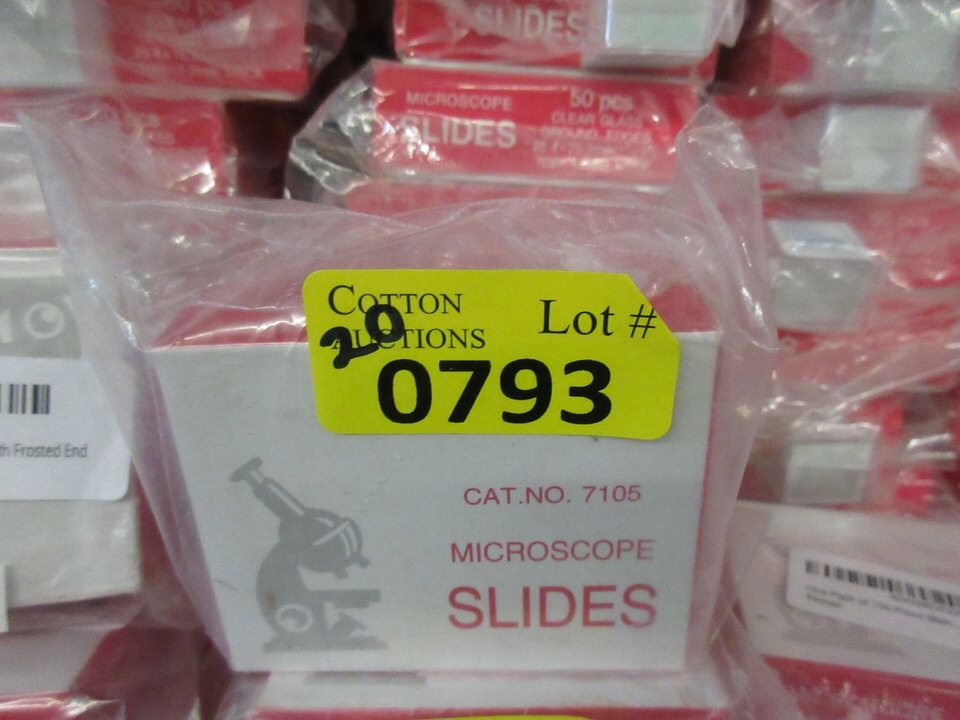 SLIDES
MICROSCOPE
SLIDES
50 pcs
CLEAR GLASS
GROUND EDGES
COTTON
AUCTIONS
20
Lot #
0793
CAT.NO. 7105
MICROSCOPE
SLIDES
th Frosted End